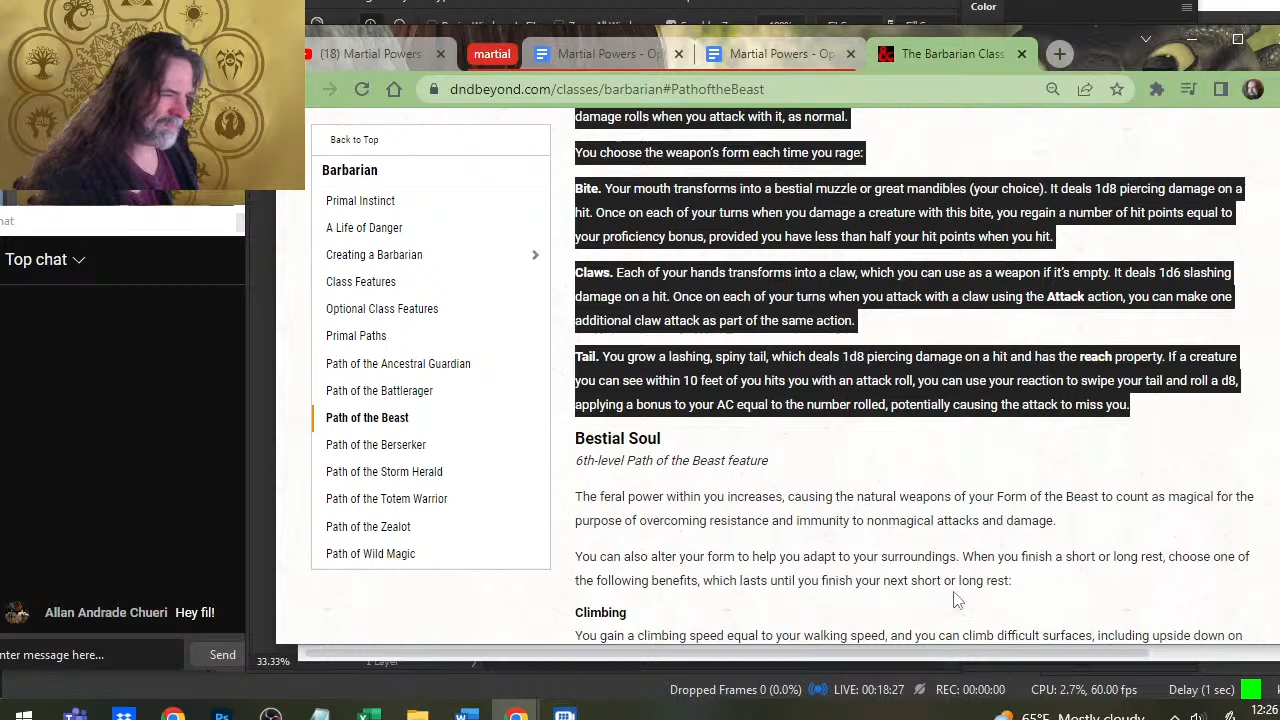 Color
(18) Martial Powers
martial
Martial Powers - Op
Martial Powers - Op
The Barbarian Class
dndbeyond.com/classes/barbarian#PathoftheBeast
Back to Top
Barbarian
Primal Instinct
A Life of Danger
Creating a Barbarian
Class Features
Optional Class Features
Primal Paths
Path of the Ancestral Guardian
Path of the Battlerager
Path of the Beast
Path of the Berserker
Path of the Storm Herald
Path of the Totem Warrior
Path of the Zealot
Path of Wild Magic
damage rolls when you attack with it, as normal.
You choose the weapon's form each time you rage:
Bite. Your mouth transforms into a bestial muzzle or great mandibles (your choice). It deals 1d8 piercing damage on a
hit. Once on each of your turns when you damage a creature with this bite, you regain a number of hit points equal to
your proficiency bonus, provided you have less than half your hit points when you hit.
Claws. Each of your hands transforms into a claw, which you can use as a weapon if it's empty. It deals 1d6 slashing
damage on a hit. Once on each of your turns when you attack with a claw using the Attack action, you can make one
additional claw attack as part of the same action.
Tail. You grow a lashing, spiny tail, which deals 1d8 piercing damage on a hit and has the reach property. If a creature
you can see within 10 feet of you hits you with an attack roll, you can use your reaction to swipe your tail and roll a d8,
applying a bonus to your AC equal to the number rolled, potentially causing the attack to miss you.
Bestial Soul
6th-level Path of the Beast feature
The feral power within you increases, causing the natural weapons of your Form of the Beast to count as magical for the
purpose of overcoming resistance and immunity to nonmagical attacks and damage.
You can also alter your form to help you adapt to your surroundings. When you finish a short or long rest, choose one of
the following benefits, which lasts until you finish your next short or long rest:
Climbing
You gain a climbing speed equal to your walking speed, and you can climb difficult surfaces, including upside down on
hat
Top chat
Allan Andrade Chueri Hey fil!
nter message here...
Send
33.33%
1 Layer
Dropped Frames 0 (0.0%)
LIVE: 00:18:27
REC: 00:00:00
CPU: 2.7%, 60.00 fps
Delay (1 sec)
65°F Mostly cloudy
12:26